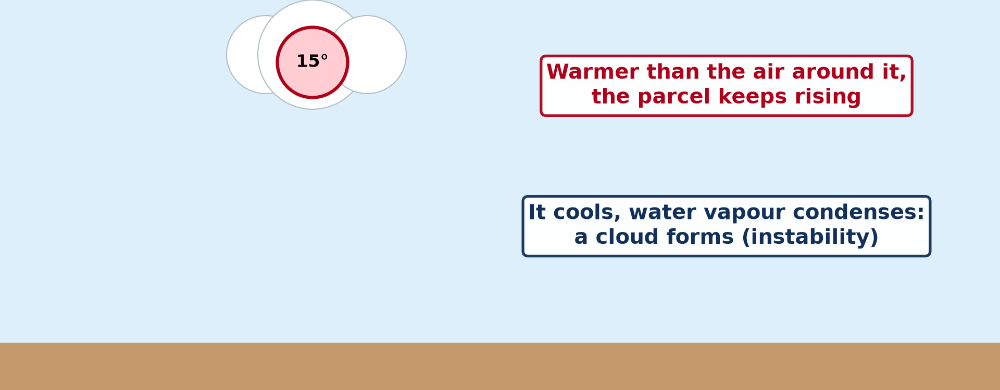 15°
Warmer than the air around it,
the parcel keeps rising
It cools, water vapour condenses:
a cloud forms (instability)